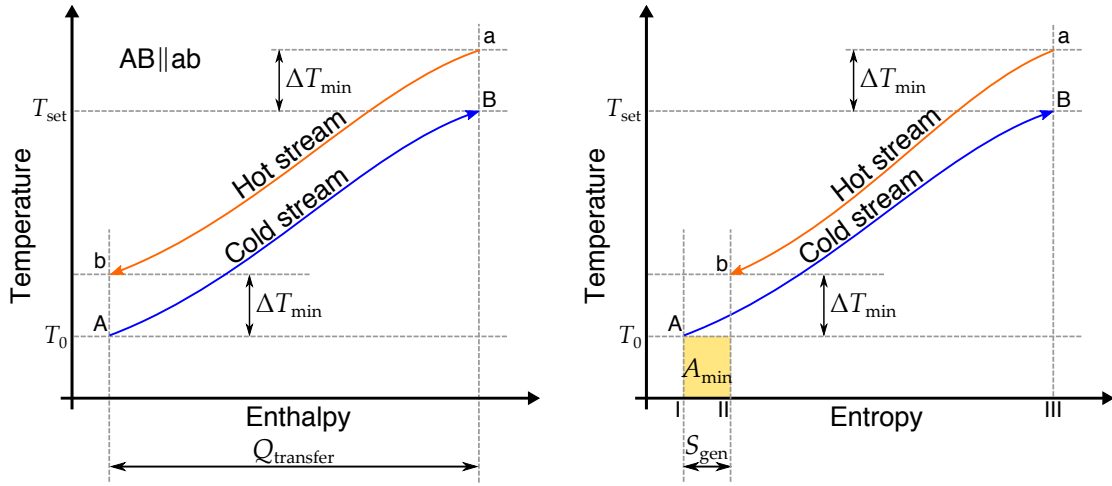 AB∥ab
a
ΔT_min
T_set
B
Hot stream
Cold stream
Temperature
b
ΔT_min
A
T_0
Enthalpy
Q_transfer
a
ΔT_min
T_set
B
Hot stream
Cold stream
Temperature
b
ΔT_min
A
T_0
A_min
I
II
Entropy
III
S_gen